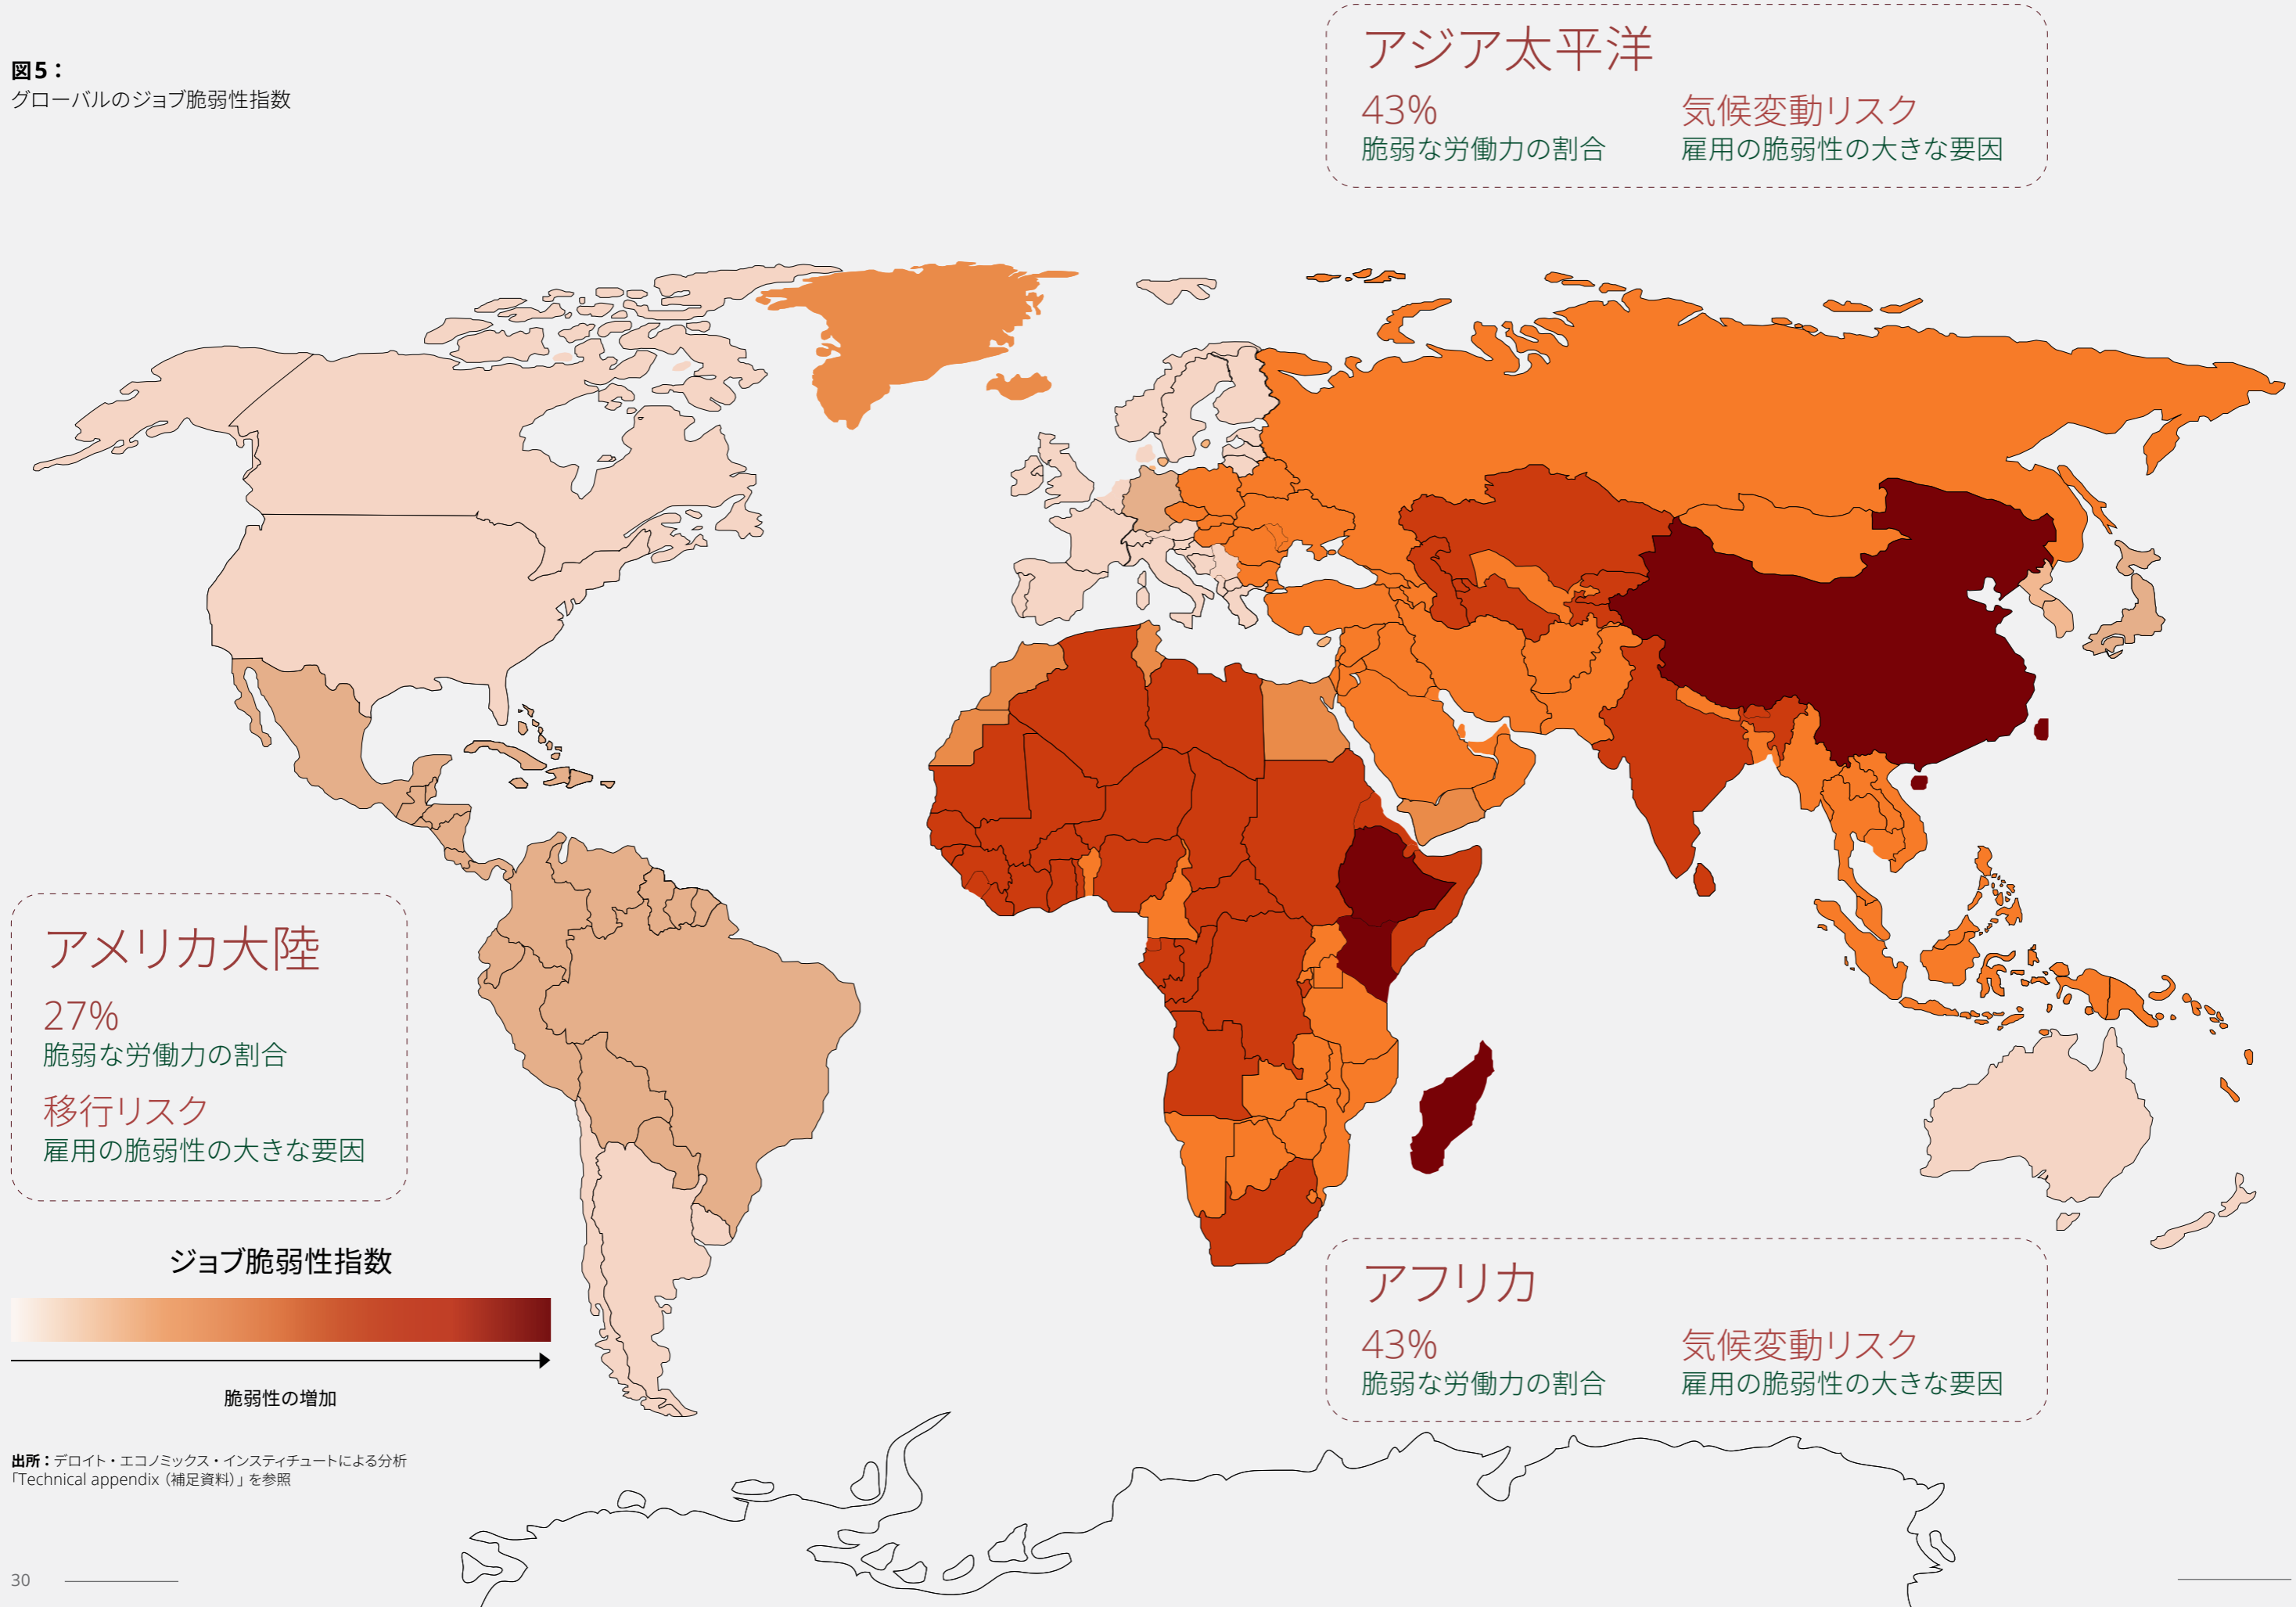 図5：
グローバルのジョブ脆弱性指数
アジア太平洋
43%
脆弱な労働力の割合
気候変動リスク
雇用の脆弱性の大きな要因
アメリカ大陸
27%
脆弱な労働力の割合
移行リスク
雇用の脆弱性の大きな要因
ジョブ脆弱性指数
脆弱性の増加
アフリカ
43%
脆弱な労働力の割合
気候変動リスク
雇用の脆弱性の大きな要因
出所：デロイト・エコノミックス・インスティチュートによる分析
「Technical appendix（補足資料）」を参照
30